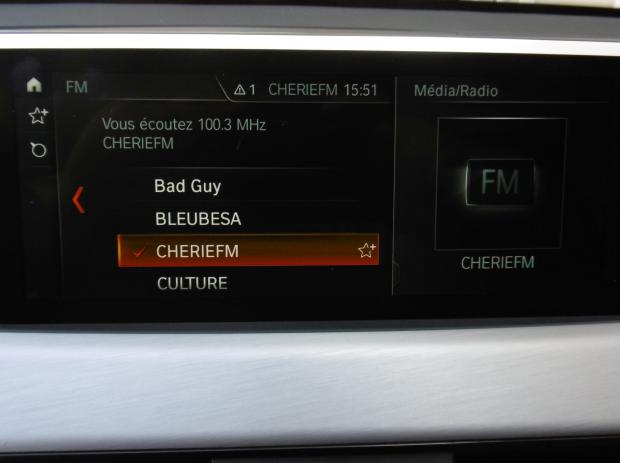 FM
1 CHERIEFM 15:51
Média/Radio
Vous écoutez 100.3 MHz
CHERIEFM
Bad Guy
BLEUBESA
CHERIEFM
CULTURE
FM
CHERIEFM